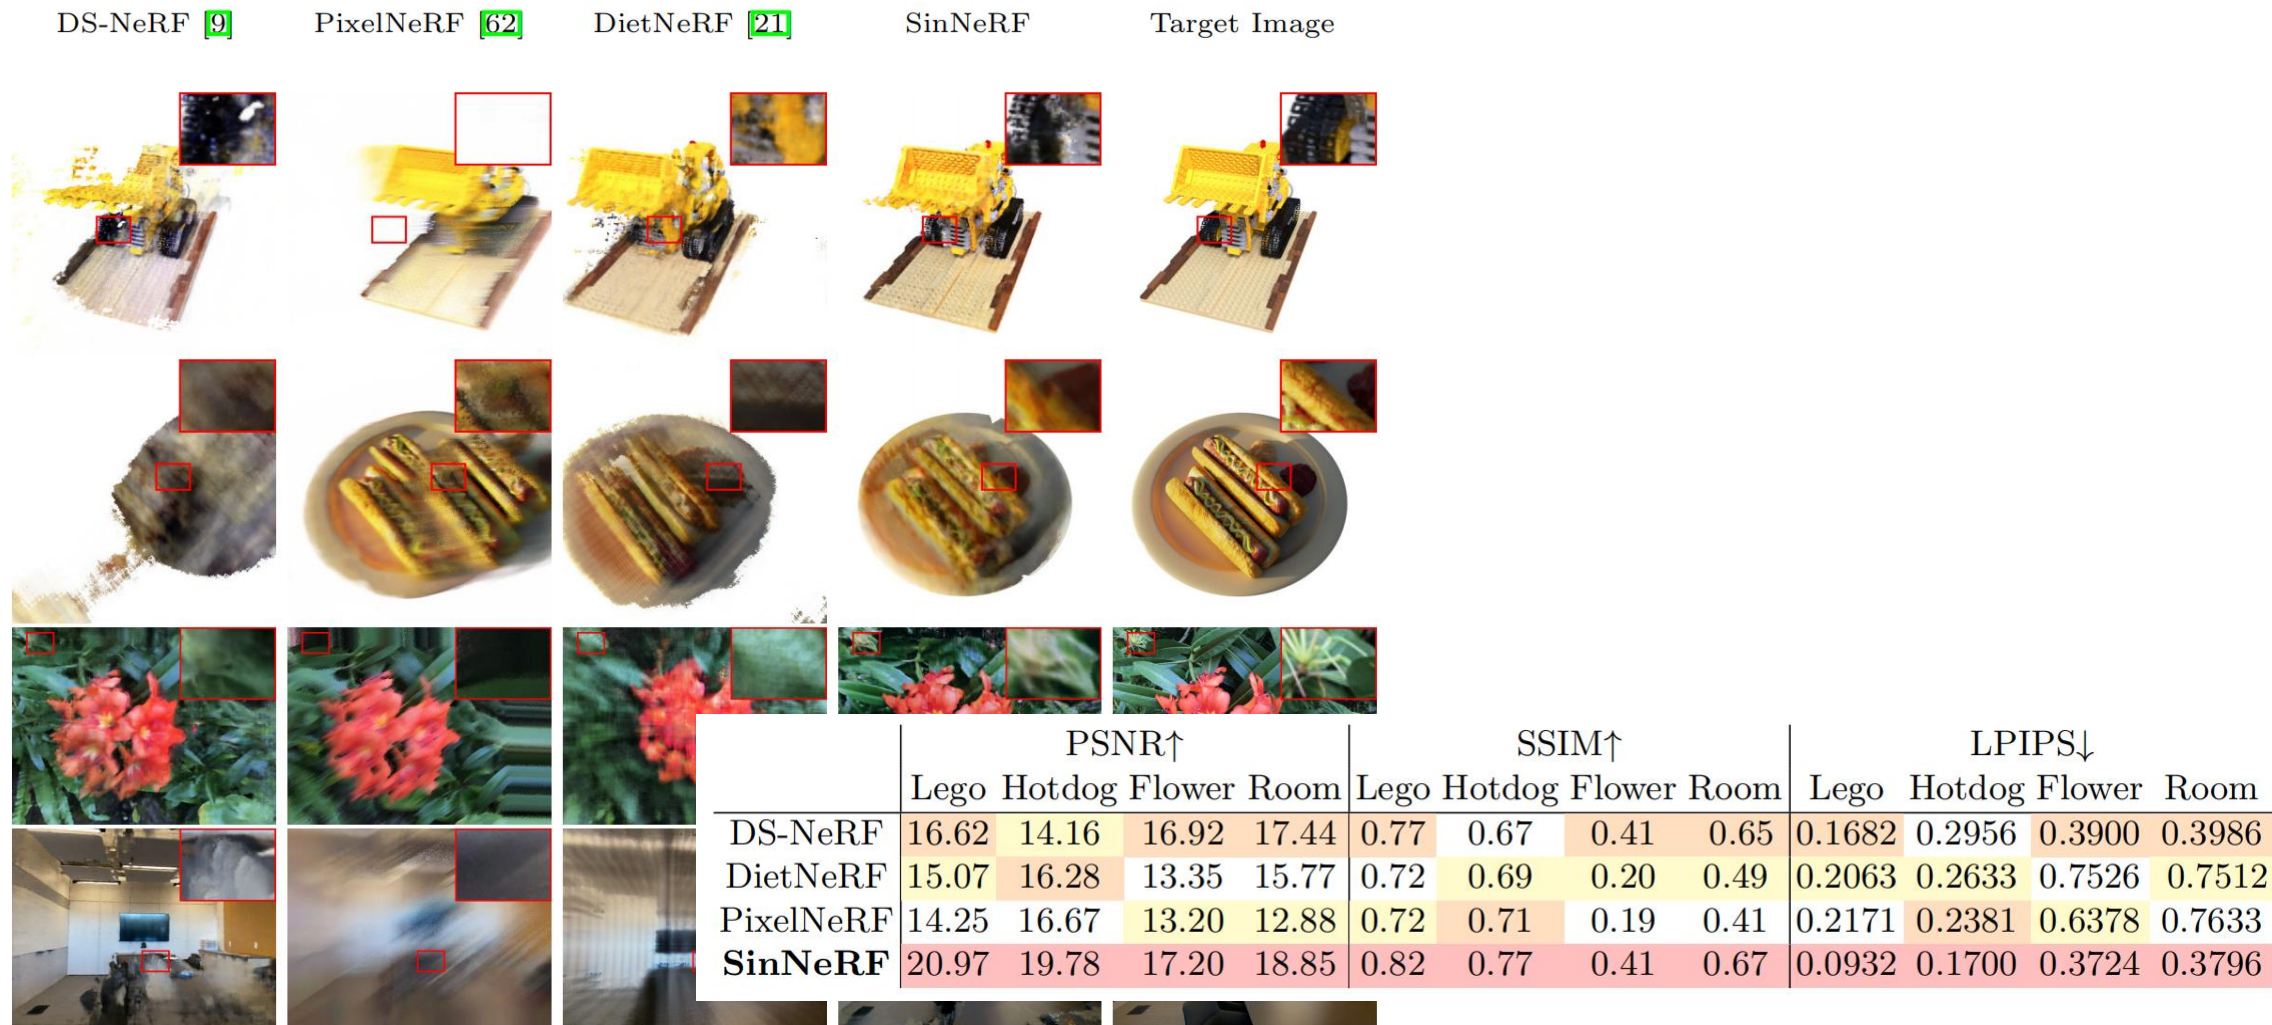 DS-NeRF [9] PixelNeRF [62] DietNeRF [21] SinNeRF Target Image
PSNR↑ SSIM↑ LPIPS↓
Lego Hotdog Flower Room Lego Hotdog Flower Room Lego Hotdog Flower Room
DS-NeRF 16.62 14.16 16.92 17.44 0.77 0.67 0.41 0.65 0.1682 0.2956 0.3900 0.3986
DietNeRF 15.07 16.28 13.35 15.77 0.72 0.69 0.20 0.49 0.2063 0.2633 0.7526 0.7512
PixelNeRF 14.25 16.67 13.20 12.88 0.72 0.71 0.19 0.41 0.2171 0.2381 0.6378 0.7633
SinNeRF 20.97 19.78 17.20 18.85 0.82 0.77 0.41 0.67 0.0932 0.1700 0.3724 0.3796